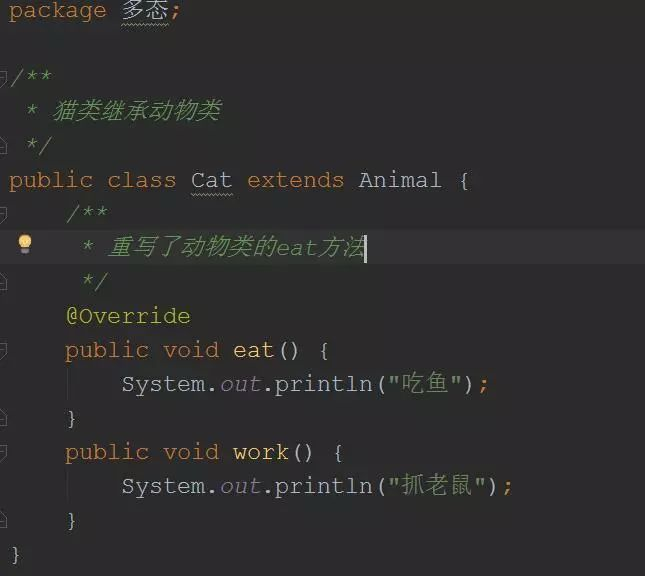 package 多态;
/**
 * 猫类继承动物类
 */
public class Cat extends Animal {
    /**
     * 重写了动物类的eat方法
     */
    @Override
    public void eat() {
        System.out.println("吃鱼");
    }
    public void work() {
        System.out.println("抓老鼠");
    }
}